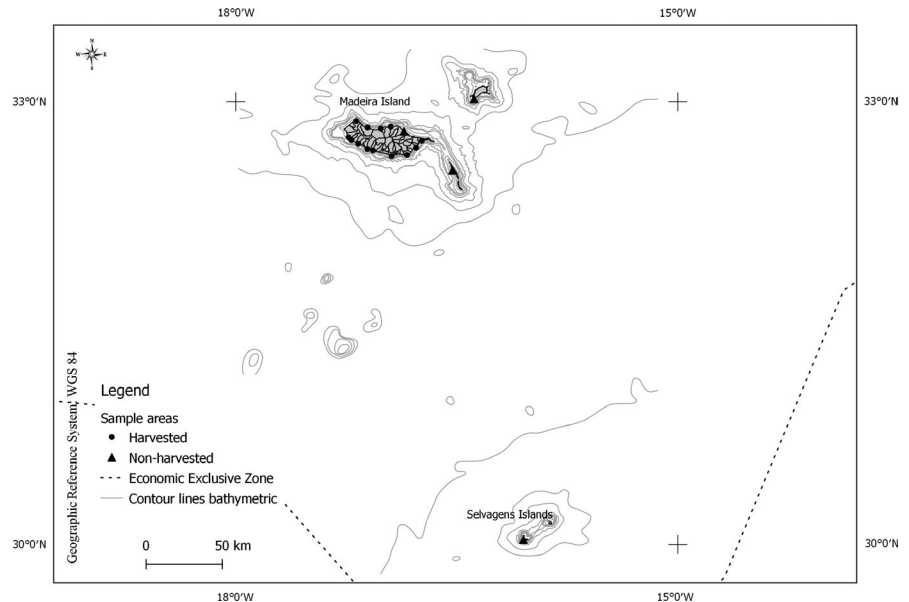 18°0'W 15°0'W
N
W E
S
33°0'N 33°0'N
Madeira Island
Geographic Reference System, WGS 84
Legend
Sample areas
Harvested
Non-harvested
Economic Exclusive Zone
Contour lines bathymetric
0 50 km
Selvagens Islands
30°0'N 30°0'N
18°0'W 15°0'W